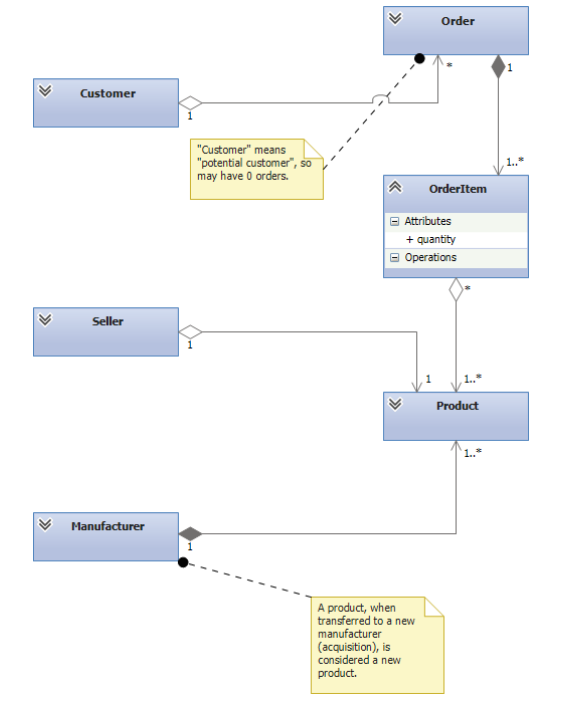 Order
*
1
Customer
1
"Customer" means
"potential customer", so
may have 0 orders.
1..*
OrderItem
Attributes
+ quantity
Operations
*
Seller
1
1
1..*
Product
1..*
Manufacturer
1
A product, when
transferred to a new
manufacturer
(acquisition), is
considered a new
product.